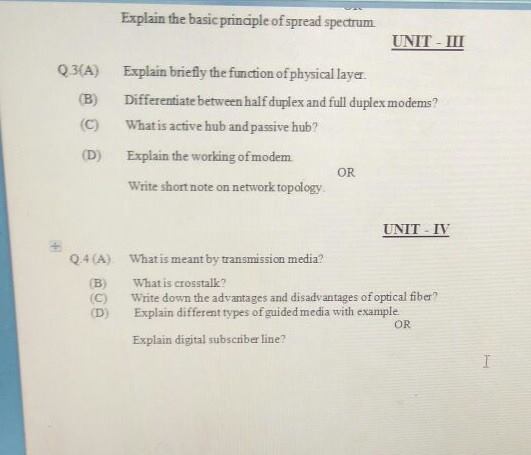 Explain the basic principle of spread spectrum.
UNIT - III
Q.3(A) Explain briefly the function of physical layer.
(B) Differentiate between half duplex and full duplex modems?
(C) What is active hub and passive hub?
(D) Explain the working of modem.
OR
Write short note on network topology.
UNIT - IV
Q.4 (A) What is meant by transmission media?
(B) What is crosstalk?
(C) Write down the advantages and disadvantages of optical fiber?
(D) Explain different types of guided media with example.
OR
Explain digital subscriber line?